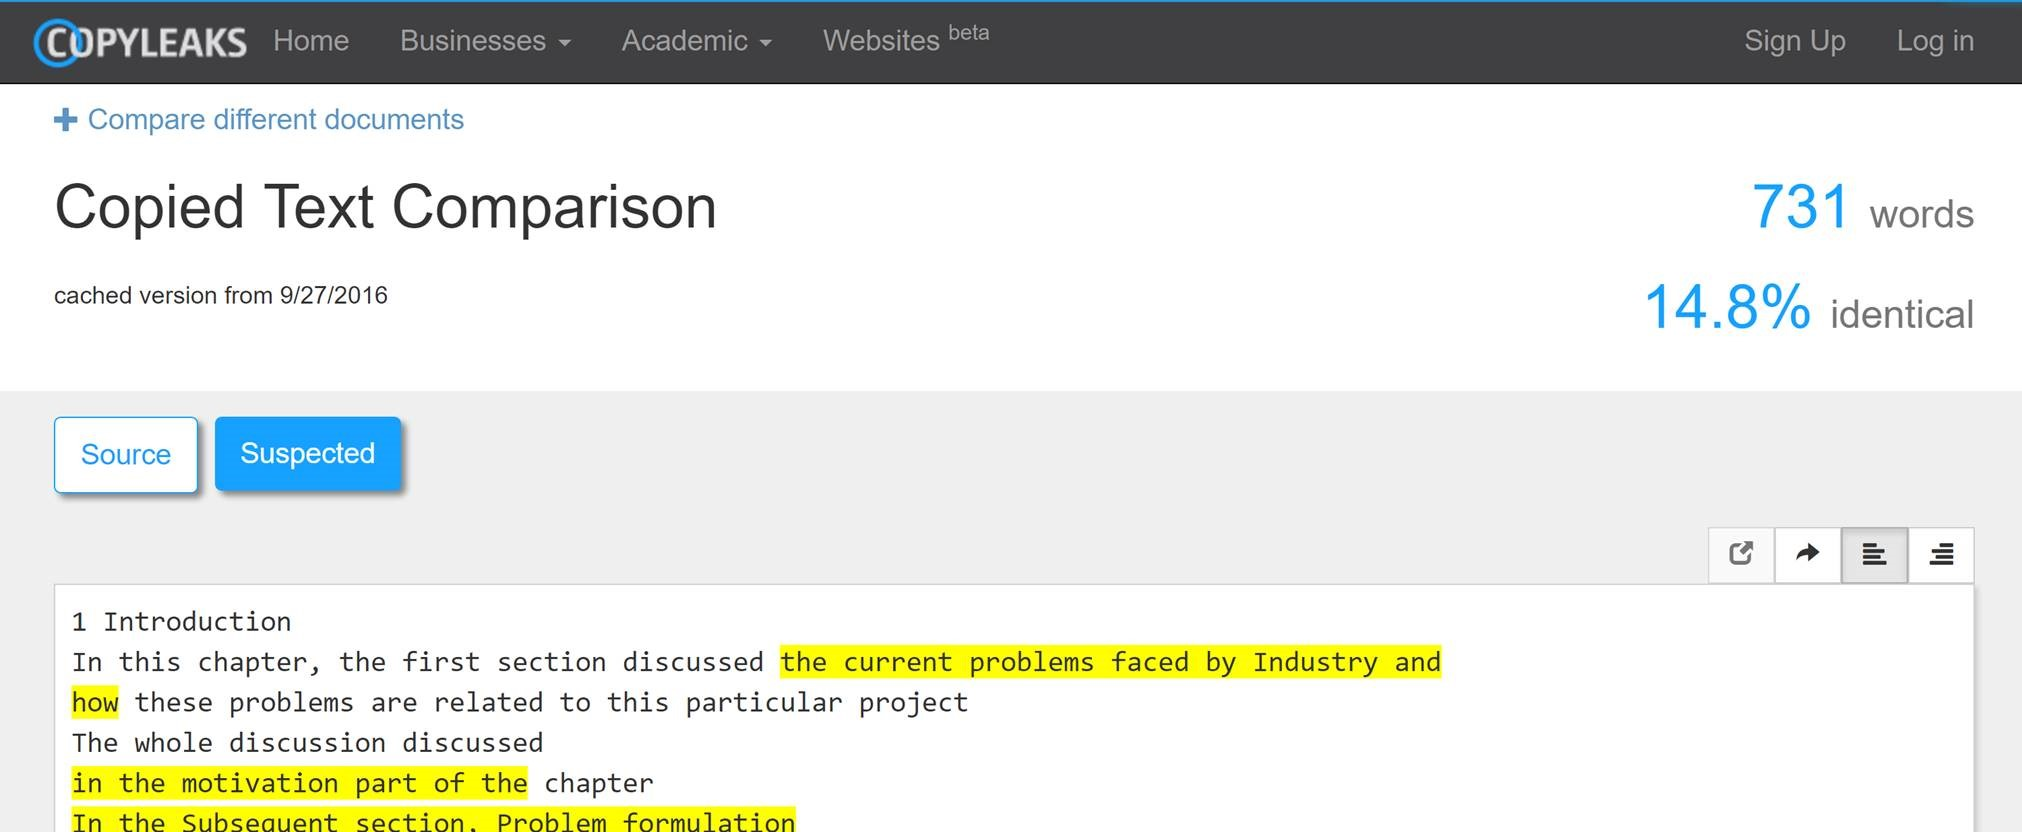 COPYLEAKS Home Businesses Academic Websites beta Sign Up Log in
Compare different documents
Copied Text Comparison
731 words
cached version from 9/27/2016
14.8% identical
Source Suspected
1 Introduction
In this chapter, the first section discussed the current problems faced by Industry and
how these problems are related to this particular project
The whole discussion discussed
in the motivation part of the chapter
In the Subsequent section, Problem formulation